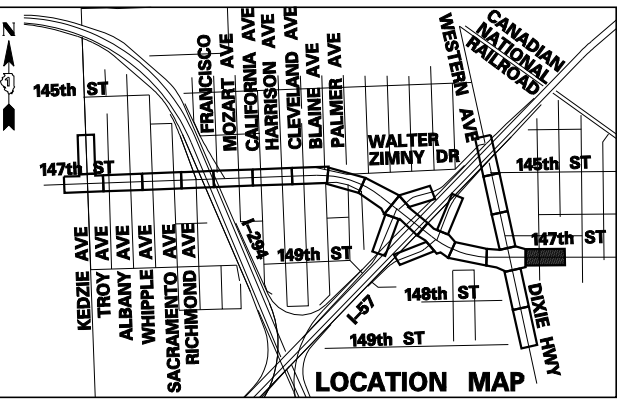 N
1
145th ST
147th ST
FRANCISCO
MOZART AVE
CALIFORNIA AVE
HARRISON AVE
CLEVELAND AVE
BLAINE AVE
PALMER AVE
WESTERN AVE
CANADIAN
NATIONAL
RAILROAD
WALTER
ZIMNY DR
145th ST
147th ST
KEDZIE AVE
TROY AVE
ALBANY AVE
WHIPPLE AVE
SACRAMENTO AVE
RICHMOND AVE
I-294
149th ST
I-57
148th ST
149th ST
DIXIE HWY
LOCATION MAP